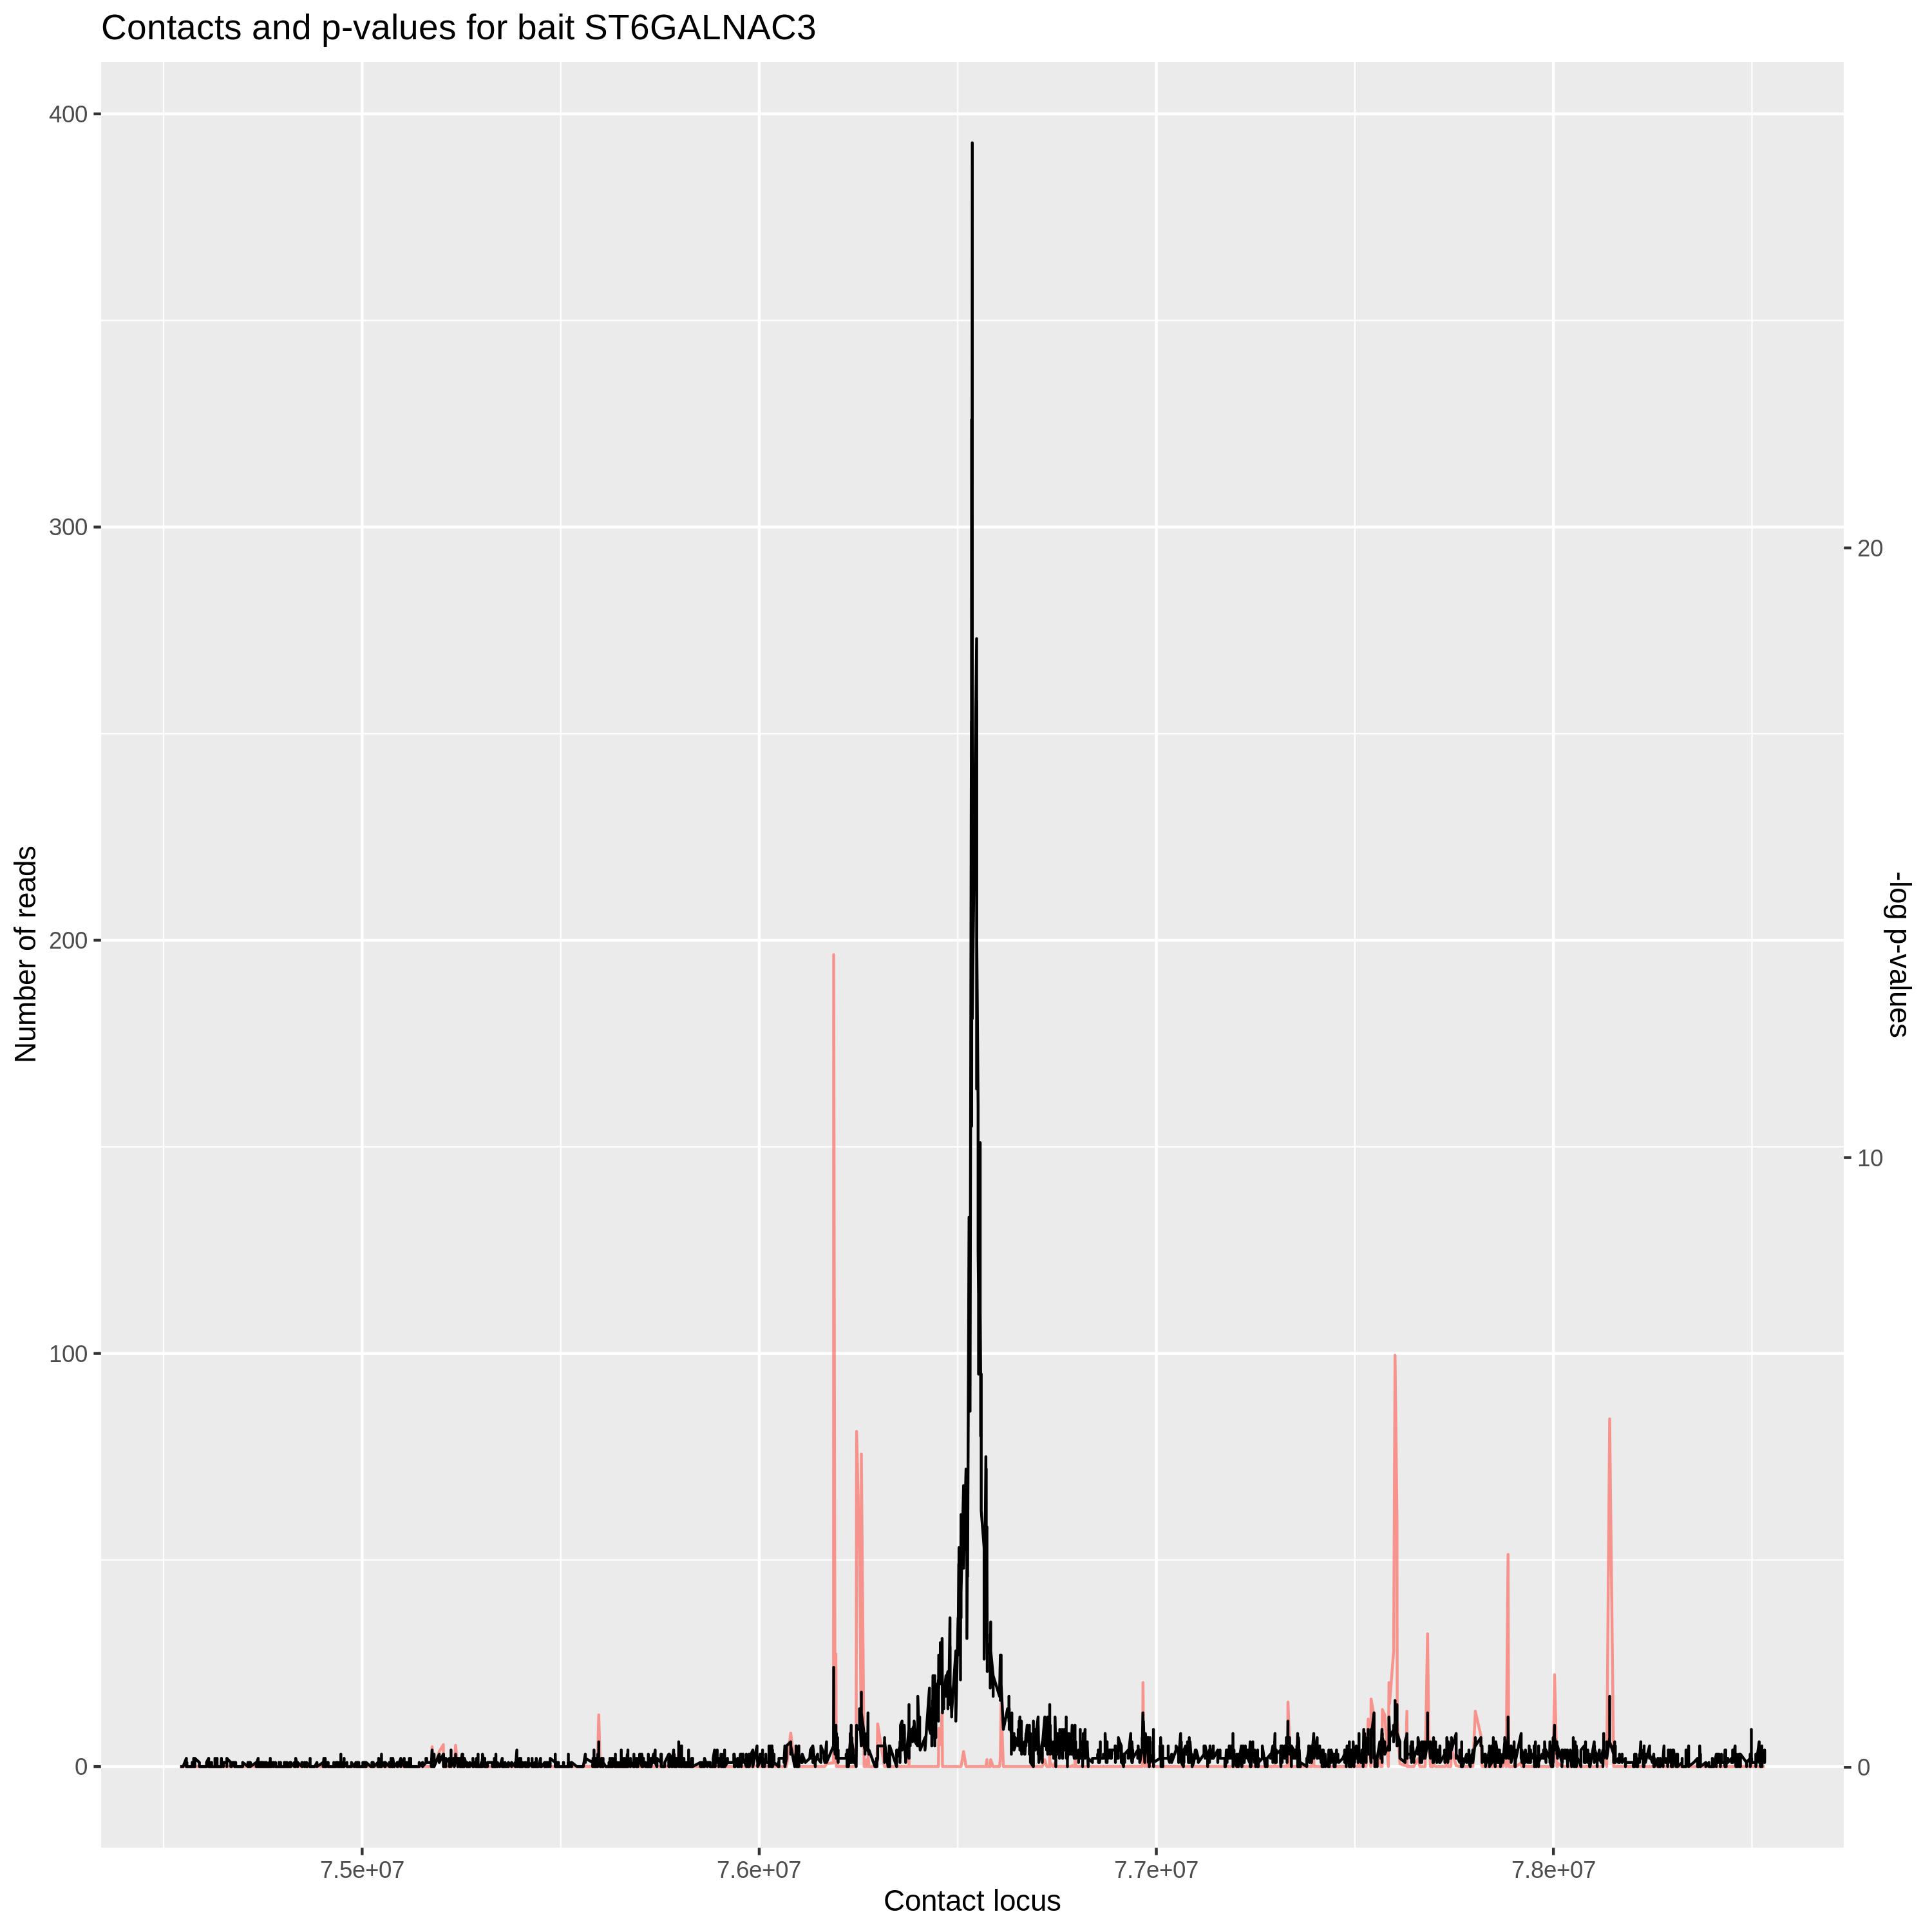 Contacts and p-values for bait ST6GALNAC3
400
300
200
100
0
Number of reads
20
10
0
-log p-values
7.5e+07
7.6e+07
7.7e+07
7.8e+07
Contact locus